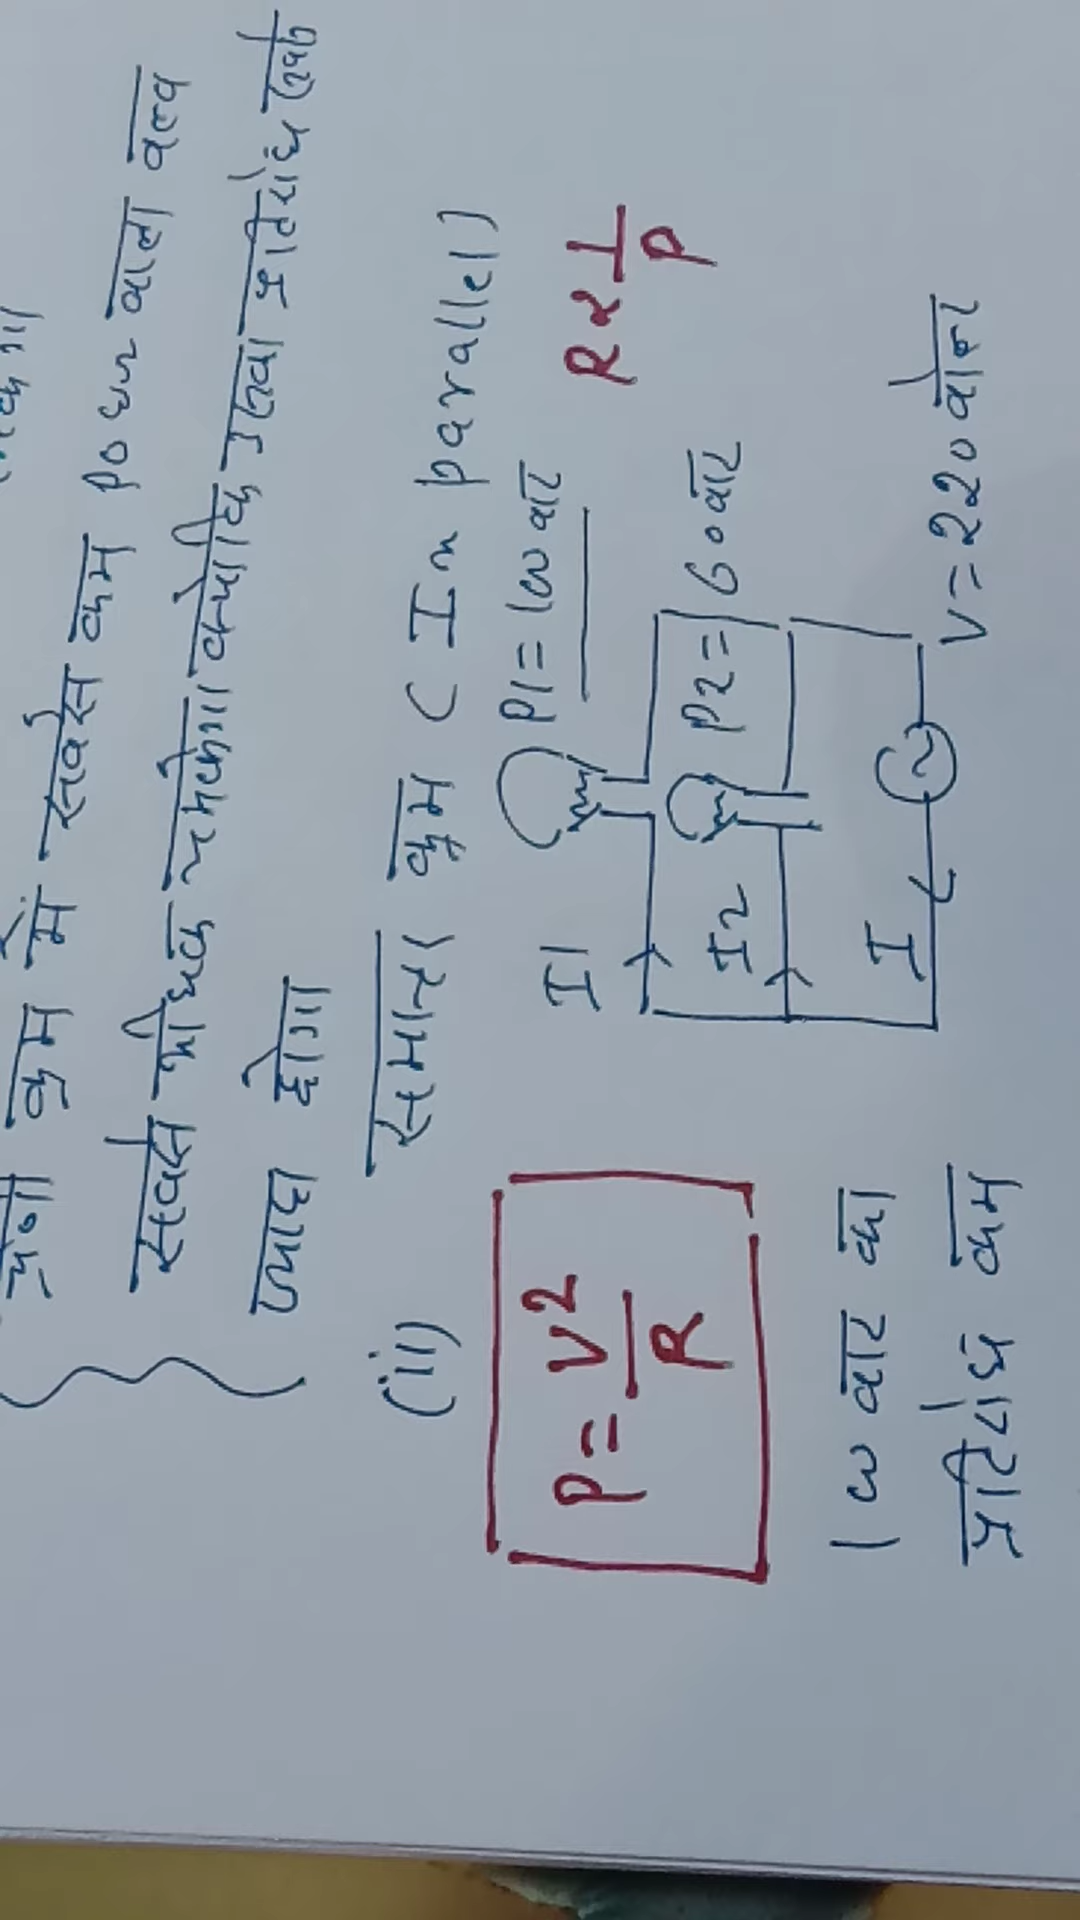 श्रेणी क्रम में सबसे कम power वाला बल्ब
सबसे अधिक चमकेगा क्योंकि उसका प्रतिरोध
ज्यादा होगा
(ii) समान्तर क्रम ( In parallel)
P1 = 100 वाट
R ∝ 1/P
P = V²/R
I1
P2 = 60 वाट
I2
I
V = 220 वोल्ट
100 वाट का
प्रतिरोध कम